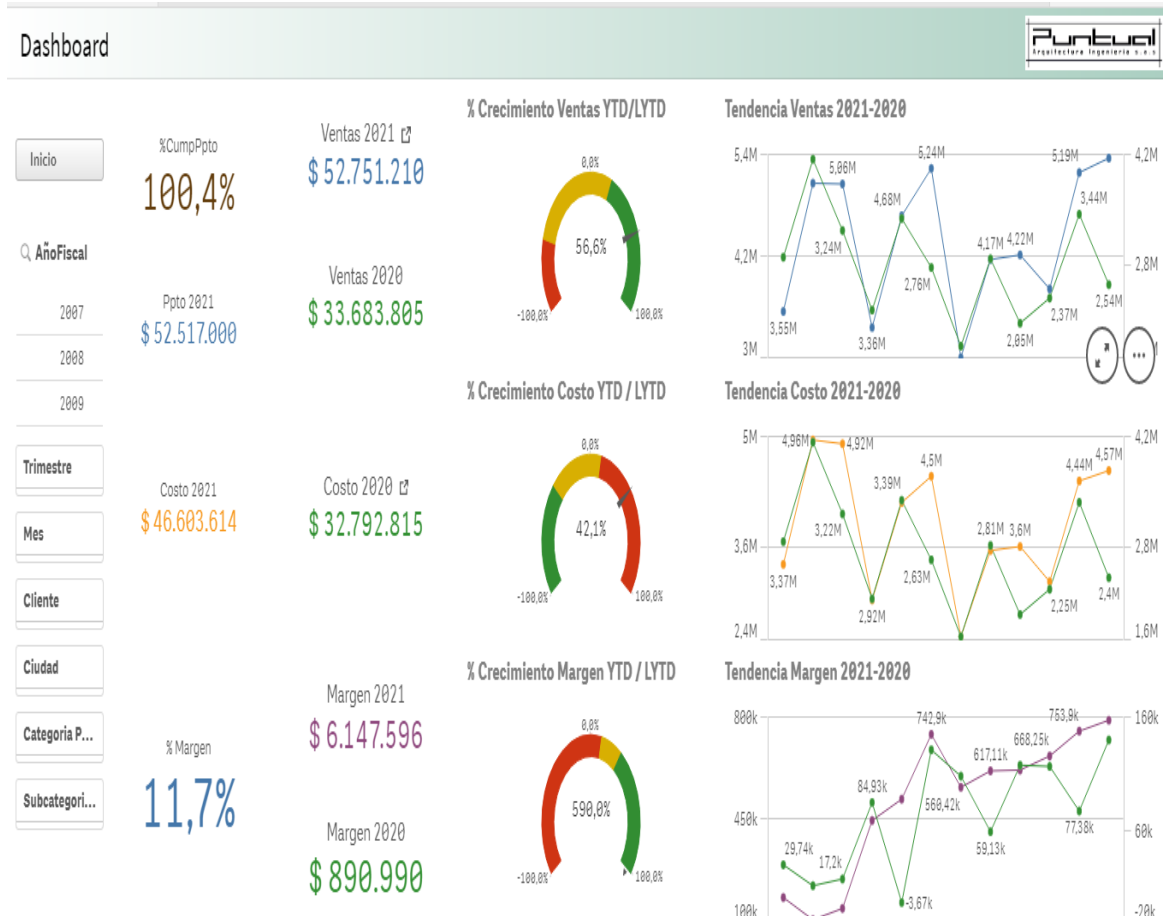 Dashboard
Puntual
Arquitectura Ingeniería s.a.s
Inicio
AñoFiscal
2007
2008
2009
Trimestre
Mes
Cliente
Ciudad
Categoria P...
Subcategori...
%CumpPpto
100,4%
Ppto 2021
$ 52.517.000
Costo 2021
$ 46.603.614
% Margen
11,7%
Ventas 2021
$ 52.751.210
Ventas 2020
$ 33.683.805
Costo 2020
$ 32.792.815
Margen 2021
$ 6.147.596
Margen 2020
$ 890.990
% Crecimiento Ventas YTD/LYTD
0,0%
56,6%
-100,0%
100,0%
% Crecimiento Costo YTD / LYTD
0,0%
42,1%
-100,0%
100,0%
% Crecimiento Margen YTD / LYTD
0,0%
590,0%
-100,0%
100,0%
Tendencia Ventas 2021-2020
5,4M
4,2M
3M
5,06M
5,24M
5,19M
4,68M
3,24M
2,76M
4,17M
4,22M
3,44M
3,55M
3,36M
2,05M
2,37M
2,54M
4,2M
2,8M
Tendencia Costo 2021-2020
5M
3,6M
2,4M
4,96M
4,92M
4,5M
4,44M
4,57M
3,39M
3,22M
2,81M
3,6M
3,37M
2,63M
2,92M
2,25M
2,4M
4,2M
2,8M
1,6M
Tendencia Margen 2021-2020
800k
450k
100k
742,9k
753,9k
617,11k
668,25k
84,93k
560,42k
29,74k
17,2k
59,13k
77,38k
-3,67k
160k
60k
-20k